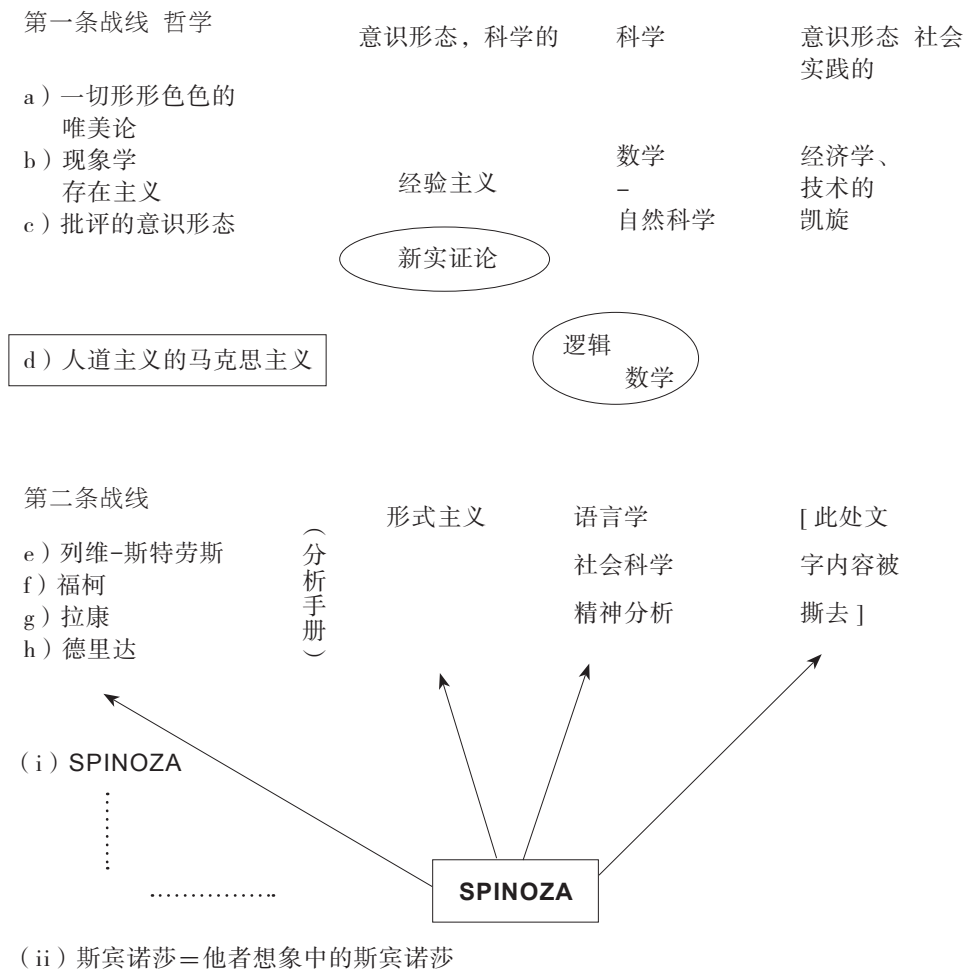 第一条战线 哲学
意识形态，科学的
科学
意识形态 社会
实践的
a）一切形形色色的
唯美论
b）现象学
存在主义
c）批评的意识形态
经验主义
新实证论
数学
–
自然科学
经济学、
技术的
凯旋
d）人道主义的马克思主义
逻辑
数学
第二条战线
e）列维–斯特劳斯
f）福柯
g）拉康
h）德里达
（分析手册）
形式主义
语言学
社会科学
精神分析
[ 此处文
字内容被
撕去 ]
（i）SPINOZA
SPINOZA
（ii）斯宾诺莎＝他者想象中的斯宾诺莎